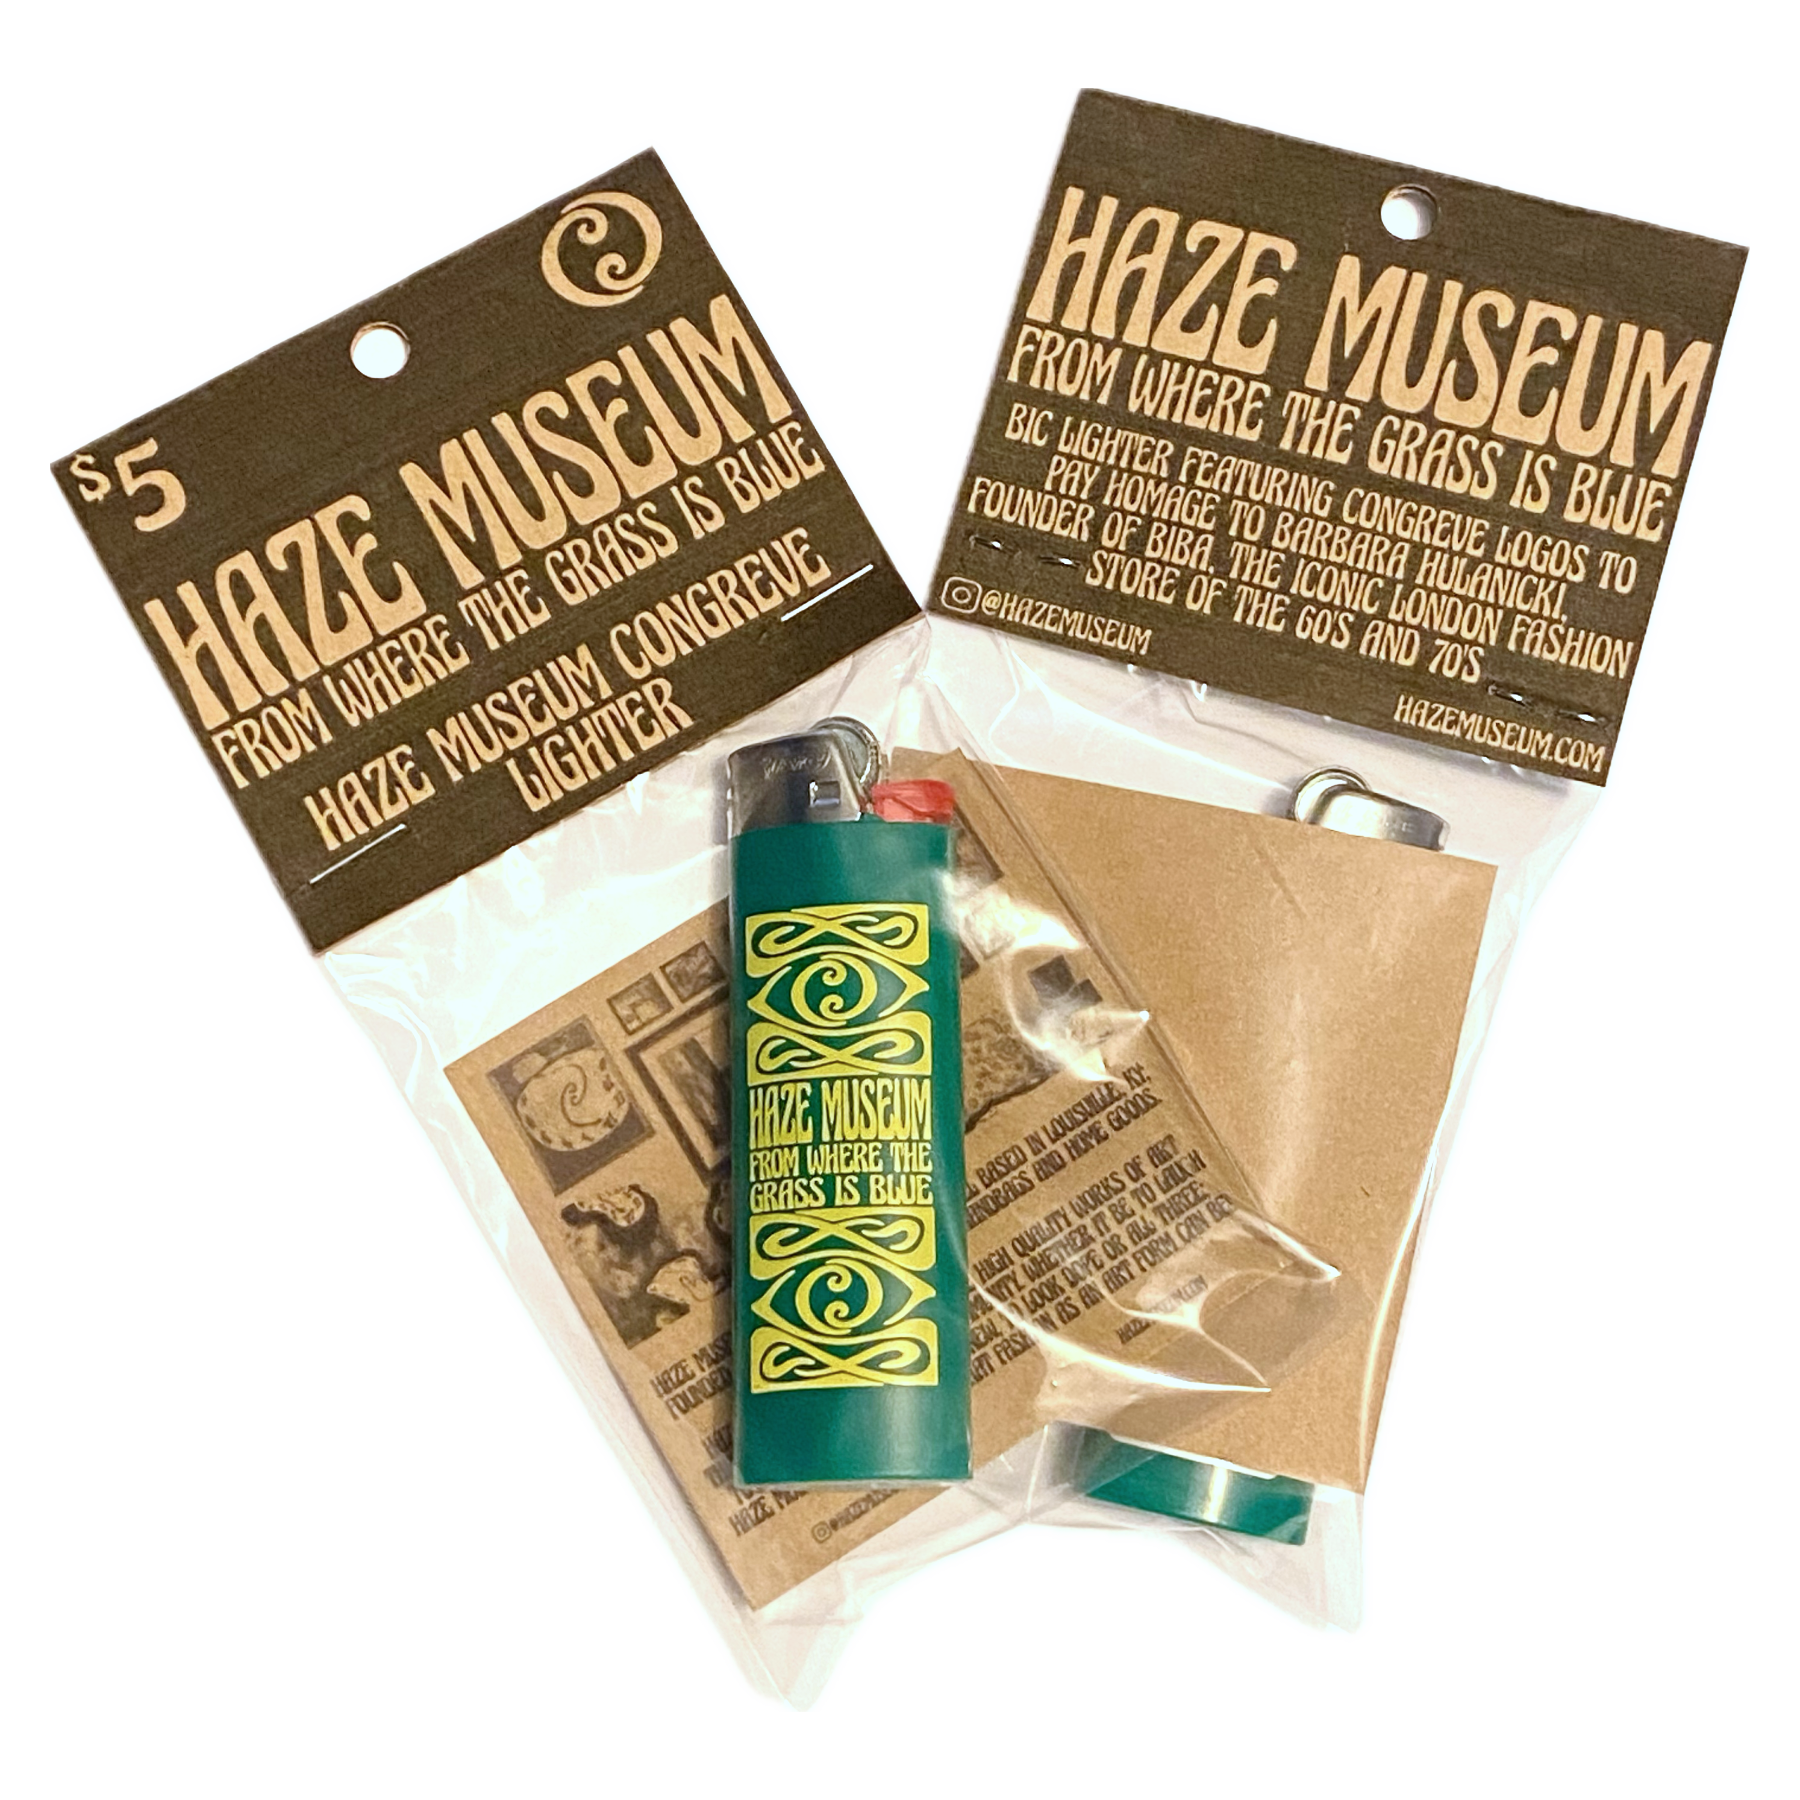 $5
HAZE MUSEUM
FROM WHERE THE GRASS IS BLUE
HAZE MUSEUM CONGREVE
LIGHTER
HAZE MUSEUM
FROM WHERE THE GRASS IS BLUE
BIC LIGHTER FEATURING CONGREVE LOGOS TO
PAY HOMAGE TO BARBARA HULANICKI,
FOUNDER OF BIBA, THE ICONIC LONDON FASHION
STORE OF THE 60'S AND 70'S
@HAZEMUSEUM
HAZEMUSEUM.COM
HAZE MUSEUM
FROM WHERE THE
GRASS IS BLUE
HAZE
FOUNDED
HAZE
BASED IN LOUISVILLE, KY.
AND HOME GOODS.
HIGH QUALITY WORKS OF ART
WHETHER IT BE TO LAUGH
TO LOOK DOPE OR ALL THREE.
AS AN ART FORM CAN BE